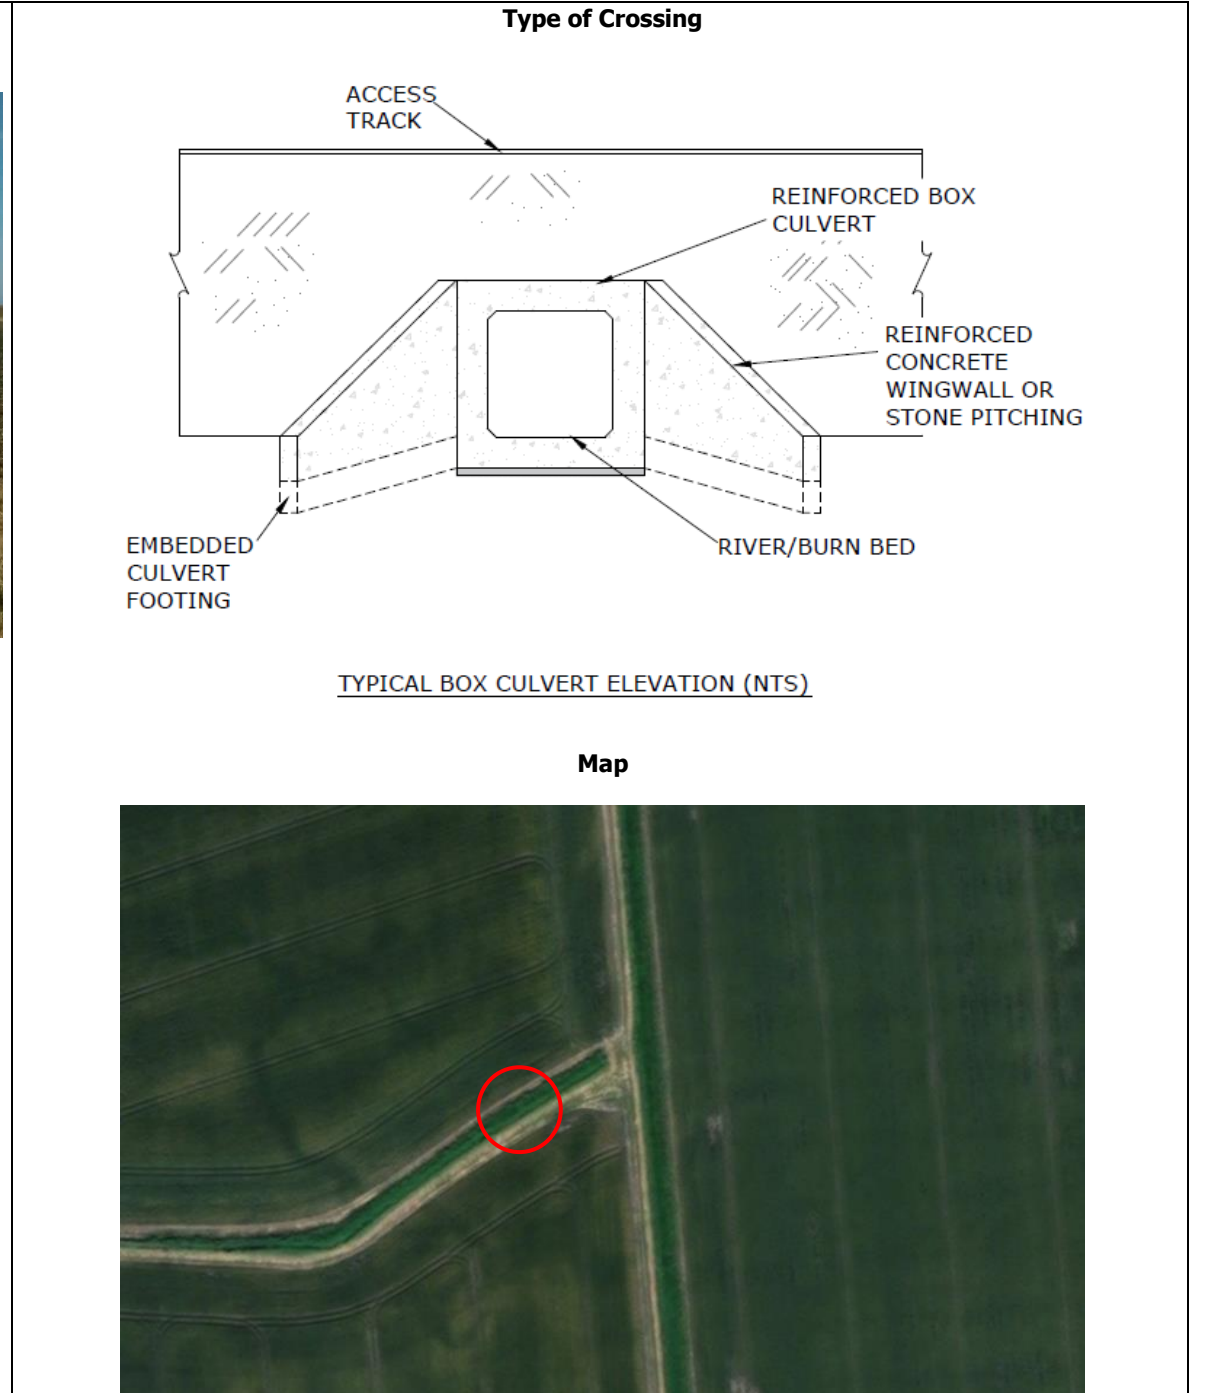 Type of Crossing
ACCESS
TRACK
REINFORCED BOX
CULVERT
REINFORCED
CONCRETE
WINGWALL OR
STONE PITCHING
EMBEDDED
CULVERT
FOOTING
RIVER/BURN BED
TYPICAL BOX CULVERT ELEVATION (NTS)
Map